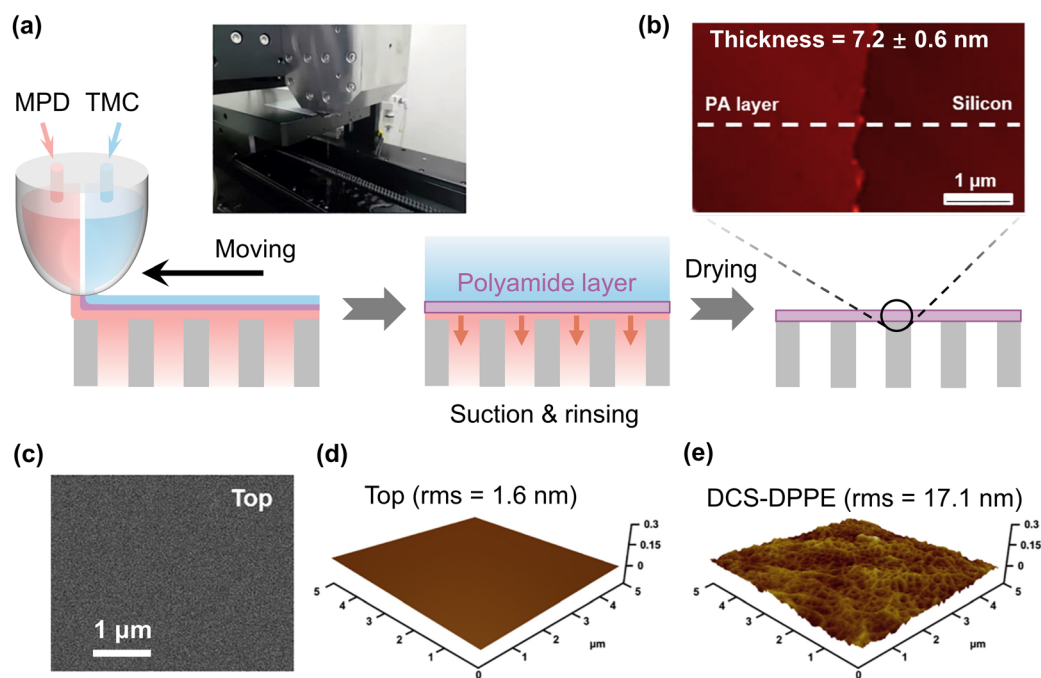 (a)
MPD
TMC
Moving
Polyamide layer
Suction & rinsing
Drying
(b)
Thickness = 7.2 ± 0.6 nm
PA layer
Silicon
1 μm
(c)
Top
1 μm
(d)
Top (rms = 1.6 nm)
0.3
0.15
0
5
4
3
2
1
0
5
4
3
2
1
μm
(e)
DCS-DPPE (rms = 17.1 nm)
0.3
0.15
0
5
4
3
2
1
0
5
4
3
2
1
μm